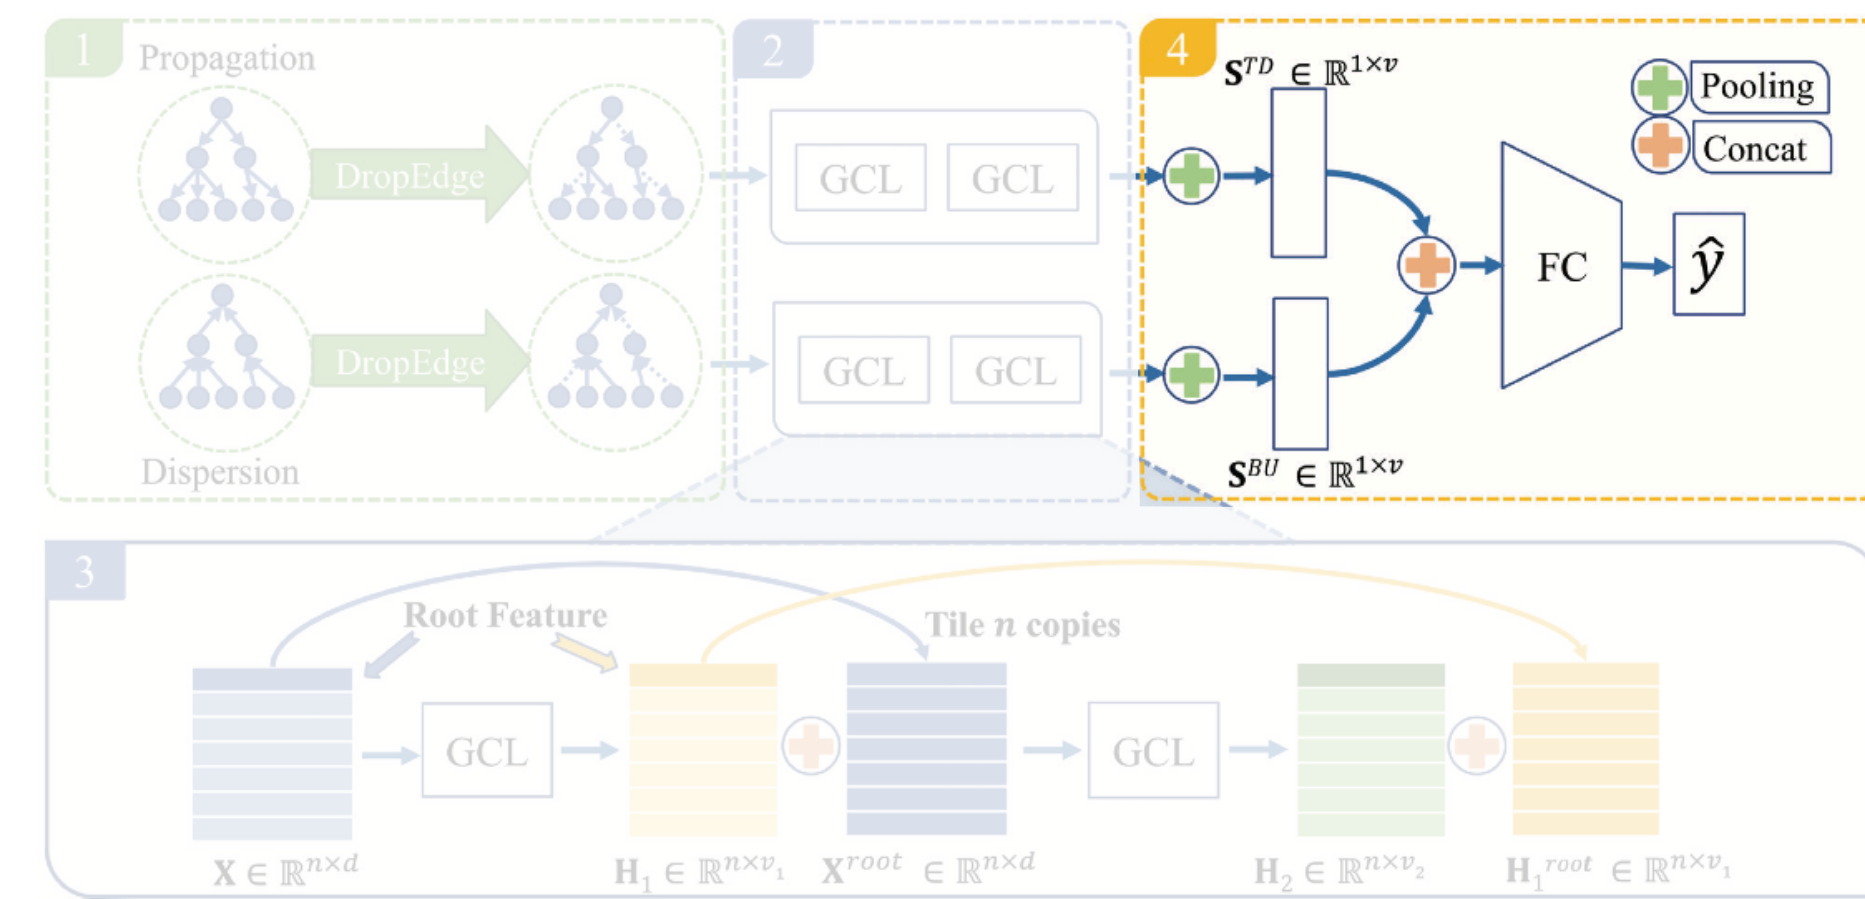 1
Propagation
DropEdge
DropEdge
Dispersion
2
GCL GCL
GCL GCL
4
𝐒^{TD} ∈ ℝ^{1×v}
Pooling
Concat
FC
ŷ
𝐒^{BU} ∈ ℝ^{1×v}
3
Root Feature
Tile n copies
GCL
GCL
𝐗 ∈ ℝ^{n×d}
𝐇_1 ∈ ℝ^{n×v_1}
𝐗^{root} ∈ ℝ^{n×d}
𝐇_2 ∈ ℝ^{n×v_2}
𝐇_1^{root} ∈ ℝ^{n×v_1}